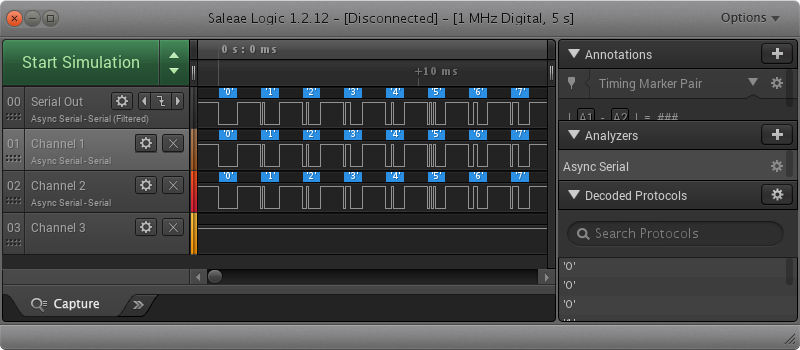 Saleae Logic 1.2.12 - [Disconnected] - [1 MHz Digital, 5 s]
Options
Start Simulation
0 s : 0 ms
+10 ms
00 Serial Out
Async Serial - Serial (Filtered)
'0' '1' '2' '3' '4' '5' '6' '7'
01 Channel 1
Async Serial - Serial
'0' '1' '2' '3' '4' '5' '6' '7'
02 Channel 2
Async Serial - Serial
'0' '1' '2' '3' '4' '5' '6' '7'
03 Channel 3
Capture
Annotations
Timing Marker Pair
| A1 - A2 | = ###
Analyzers
Async Serial
Decoded Protocols
Search Protocols
'0'
'0'
'0'